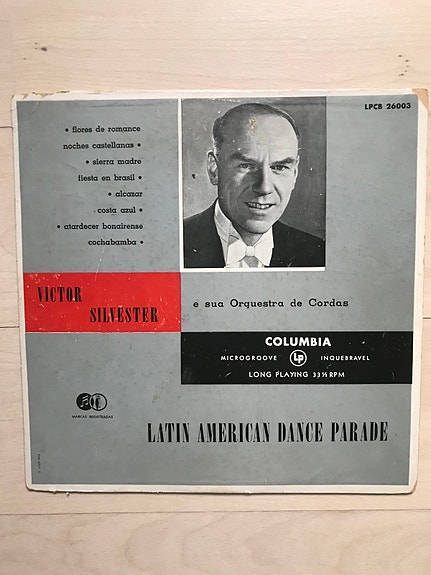 LPCB 26003
• flores de romance
noches castellanas •
• sierra madre
fiesta en brasil •
• alcazar
costa azul •
• atardecer bonairense
cochabamba •
VICTOR
SILVESTER
e sua Orquestra de Cordas
COLUMBIA
MICROGROOVE LP INQUEBRAVEL
LONG PLAYING 33⅓ RPM
MARCAS REGISTRADAS
LATIN AMERICAN DANCE PARADE